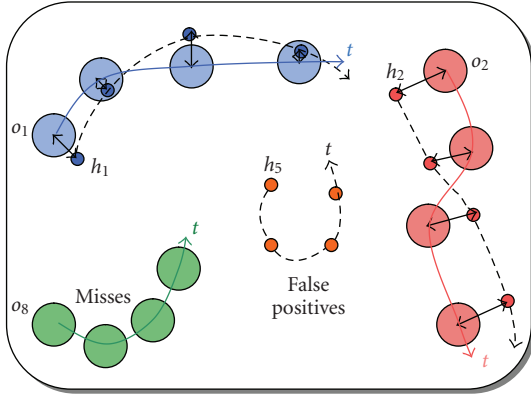 t
o₁
h₁
h₂
o₂
h₅
t
t
o₈
Misses
False
positives
t